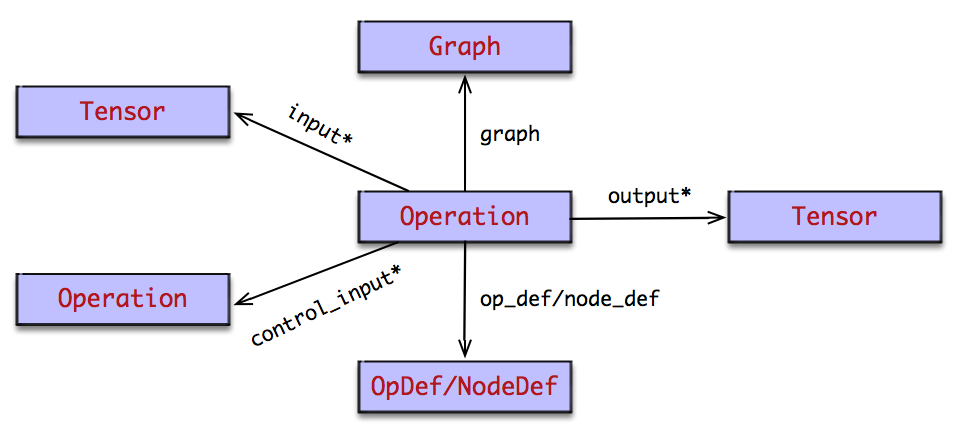 Graph
Tensor
input*
graph
Operation
output*
Tensor
Operation
control_input*
op_def/node_def
OpDef/NodeDef